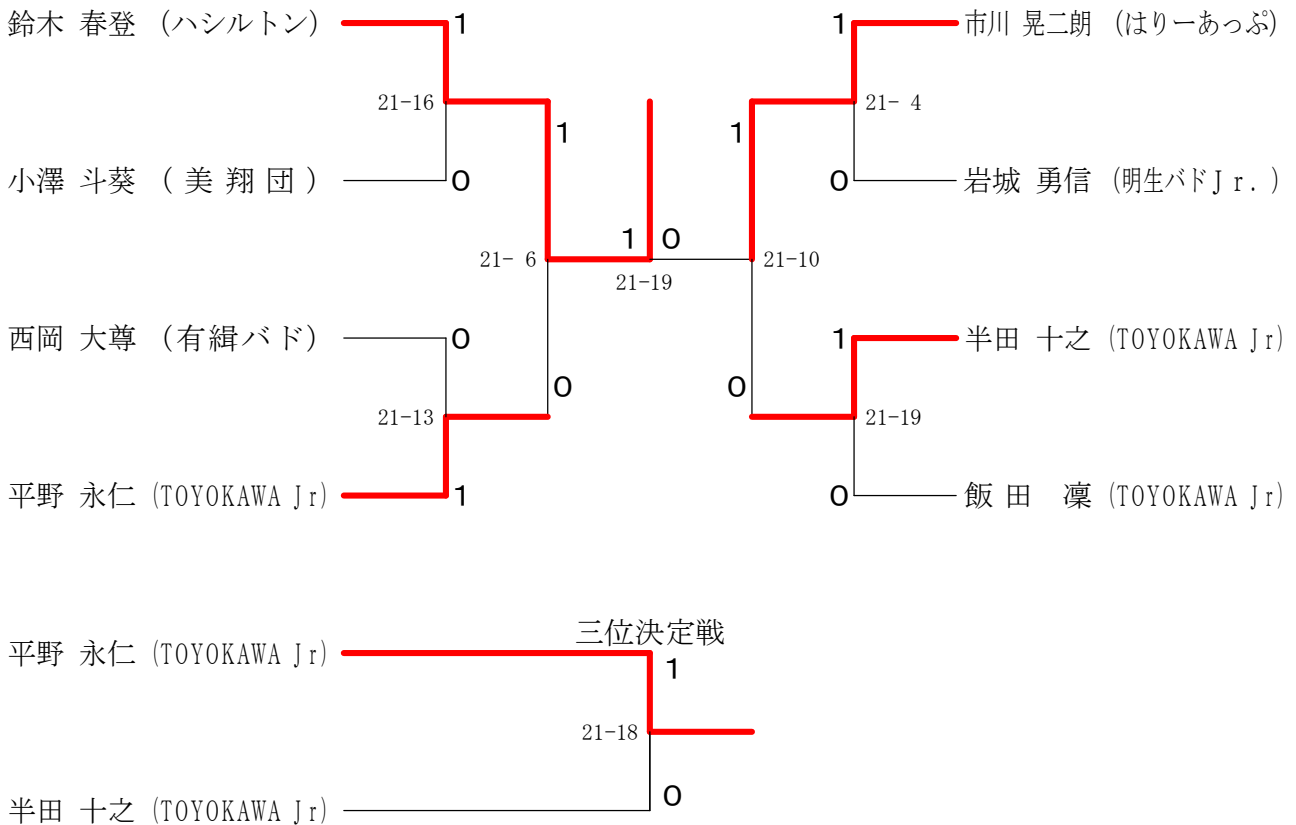 鈴木 春登 (ハシルトン) 1 1 市川 晃二朗 (はりーあっぷ)
21-16 21- 4
1 1
小澤 斗葵 (美翔団) 0 0 岩城 勇信 (明生バドJr.)
1 0
21- 6 21-10
21-19
西岡 大尊 (有緝バド) 0 1 半田 十之 (TOYOKAWA Jr)
0 0
21-13 21-19
平野 永仁 (TOYOKAWA Jr) 1 0 飯田 凜 (TOYOKAWA Jr)
三位決定戦
平野 永仁 (TOYOKAWA Jr) 1
21-18
半田 十之 (TOYOKAWA Jr) 0